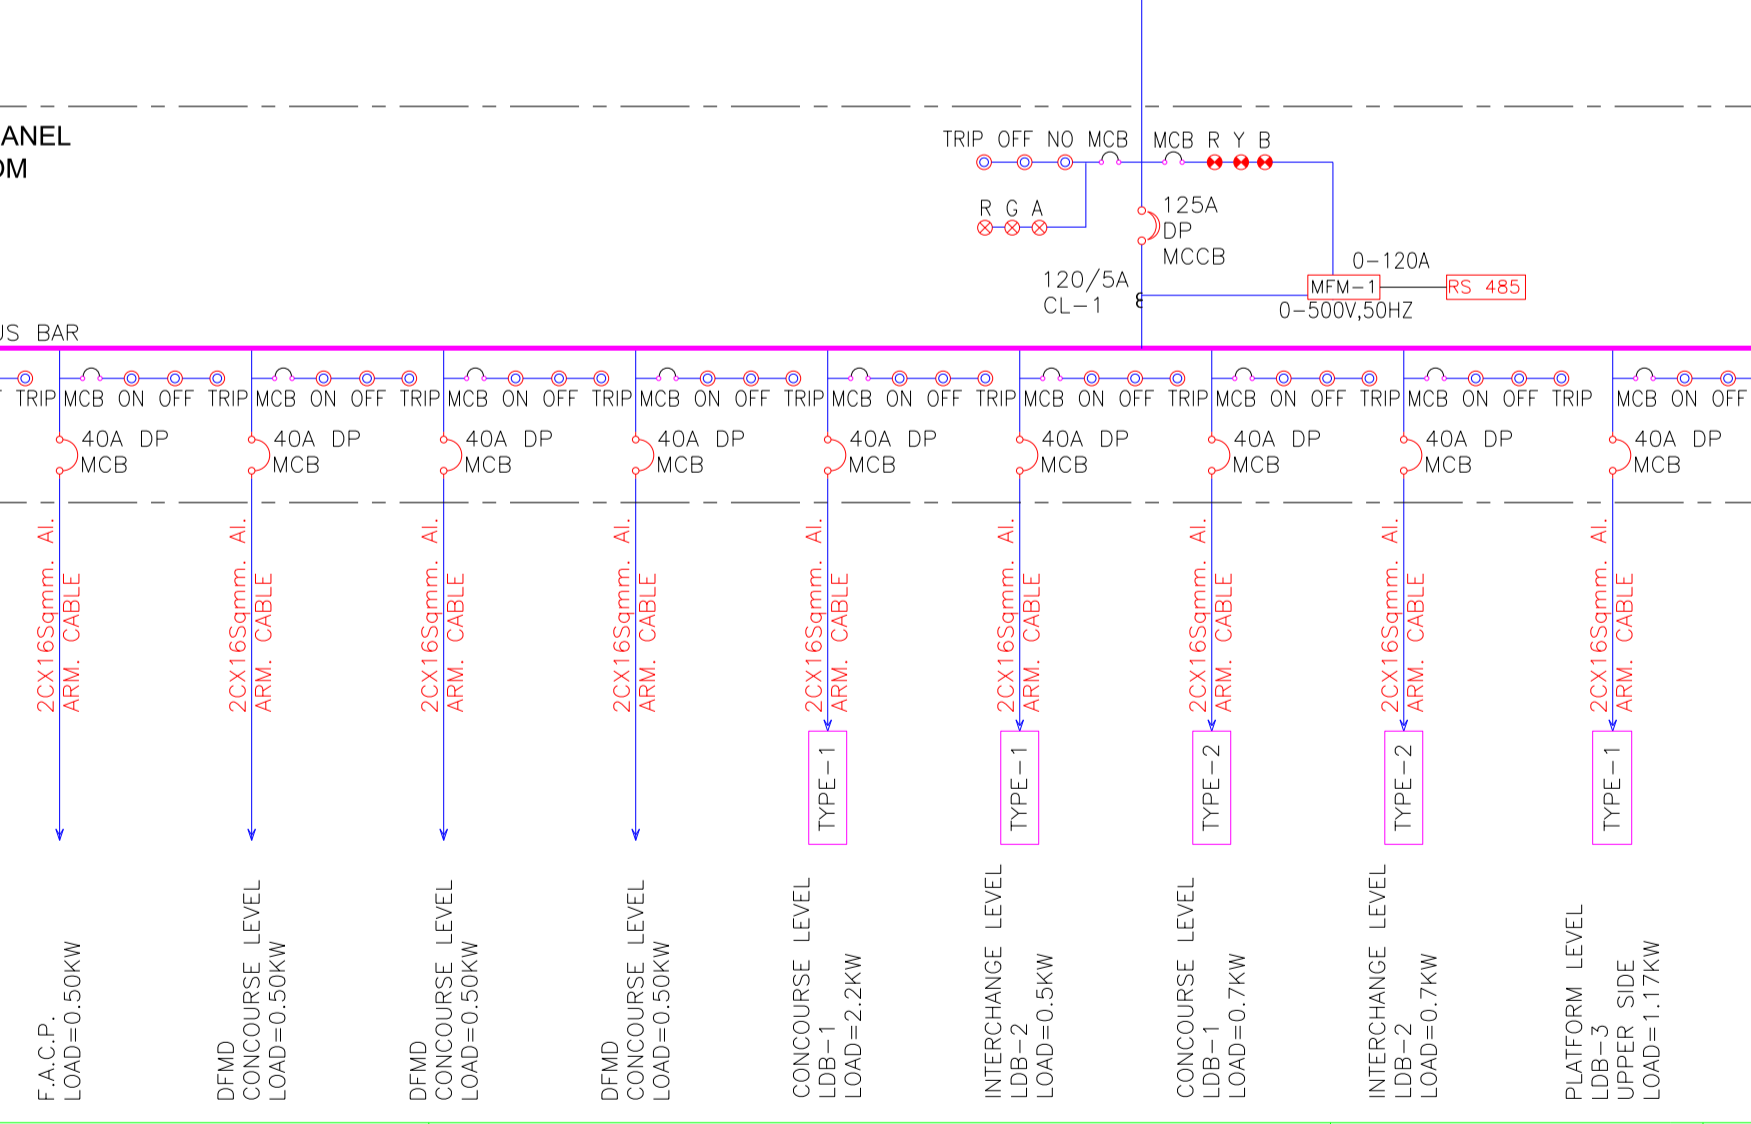 ANEL
OM
TRIP OFF NO MCB MCB R Y B
R G A
125A
DP
MCCB
120/5A
CL-1
0-120A
MFM-1
RS 485
0-500V,50HZ
US BAR
TRIP MCB ON OFF TRIP MCB ON OFF TRIP MCB ON OFF TRIP MCB ON OFF TRIP MCB ON OFF TRIP MCB ON OFF TRIP MCB ON OFF TRIP MCB ON OFF TRIP MCB ON OFF
40A DP
MCB
40A DP
MCB
40A DP
MCB
40A DP
MCB
40A DP
MCB
40A DP
MCB
40A DP
MCB
40A DP
MCB
40A DP
MCB
2CX16Sqmm. Al.
ARM. CABLE
2CX16Sqmm. Al.
ARM. CABLE
2CX16Sqmm. Al.
ARM. CABLE
2CX16Sqmm. Al.
ARM. CABLE
2CX16Sqmm. Al.
ARM. CABLE
2CX16Sqmm. Al.
ARM. CABLE
2CX16Sqmm. Al.
ARM. CABLE
2CX16Sqmm. Al.
ARM. CABLE
2CX16Sqmm. Al.
ARM. CABLE
TYPE-1
TYPE-1
TYPE-2
TYPE-2
TYPE-1
F.A.C.P.
LOAD=0.50KW
DFMD
CONCOURSE LEVEL
LOAD=0.50KW
DFMD
CONCOURSE LEVEL
LOAD=0.50KW
DFMD
CONCOURSE LEVEL
LOAD=0.50KW
CONCOURSE LEVEL
LDB-1
LOAD=2.2KW
INTERCHANGE LEVEL
LDB-2
LOAD=0.5KW
CONCOURSE LEVEL
LDB-1
LOAD=0.7KW
INTERCHANGE LEVEL
LDB-2
LOAD=0.7KW
PLATFORM LEVEL
LDB-3
UPPER SIDE
LOAD=1.17KW